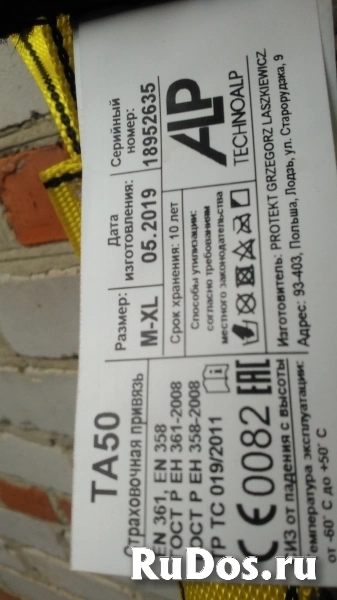 TA50
Страховочная привязь
EN 361, EN 358
ГОСТ Р ЕН 361-2008
ГОСТ Р ЕН 358-2008
ТР ТС 019/2011
CE 0082 EAC
СИЗ от падения с высоты
Температура эксплуатации:
от -60° С до +50° С
Размер:
M-XL
Дата
изготовления:
05.2019
Серийный
номер:
18952635
Срок хранения: 10 лет
Способы утилизации:
согласно требованиям
местного законодательства
ALP
TECHNOALP
Изготовитель: PROTEKT GRZEGORZ LASZKIEWICZ
Адрес: 93-403, Польша, Лодзь, ул. Старорудзка, 9
RuDos.ru